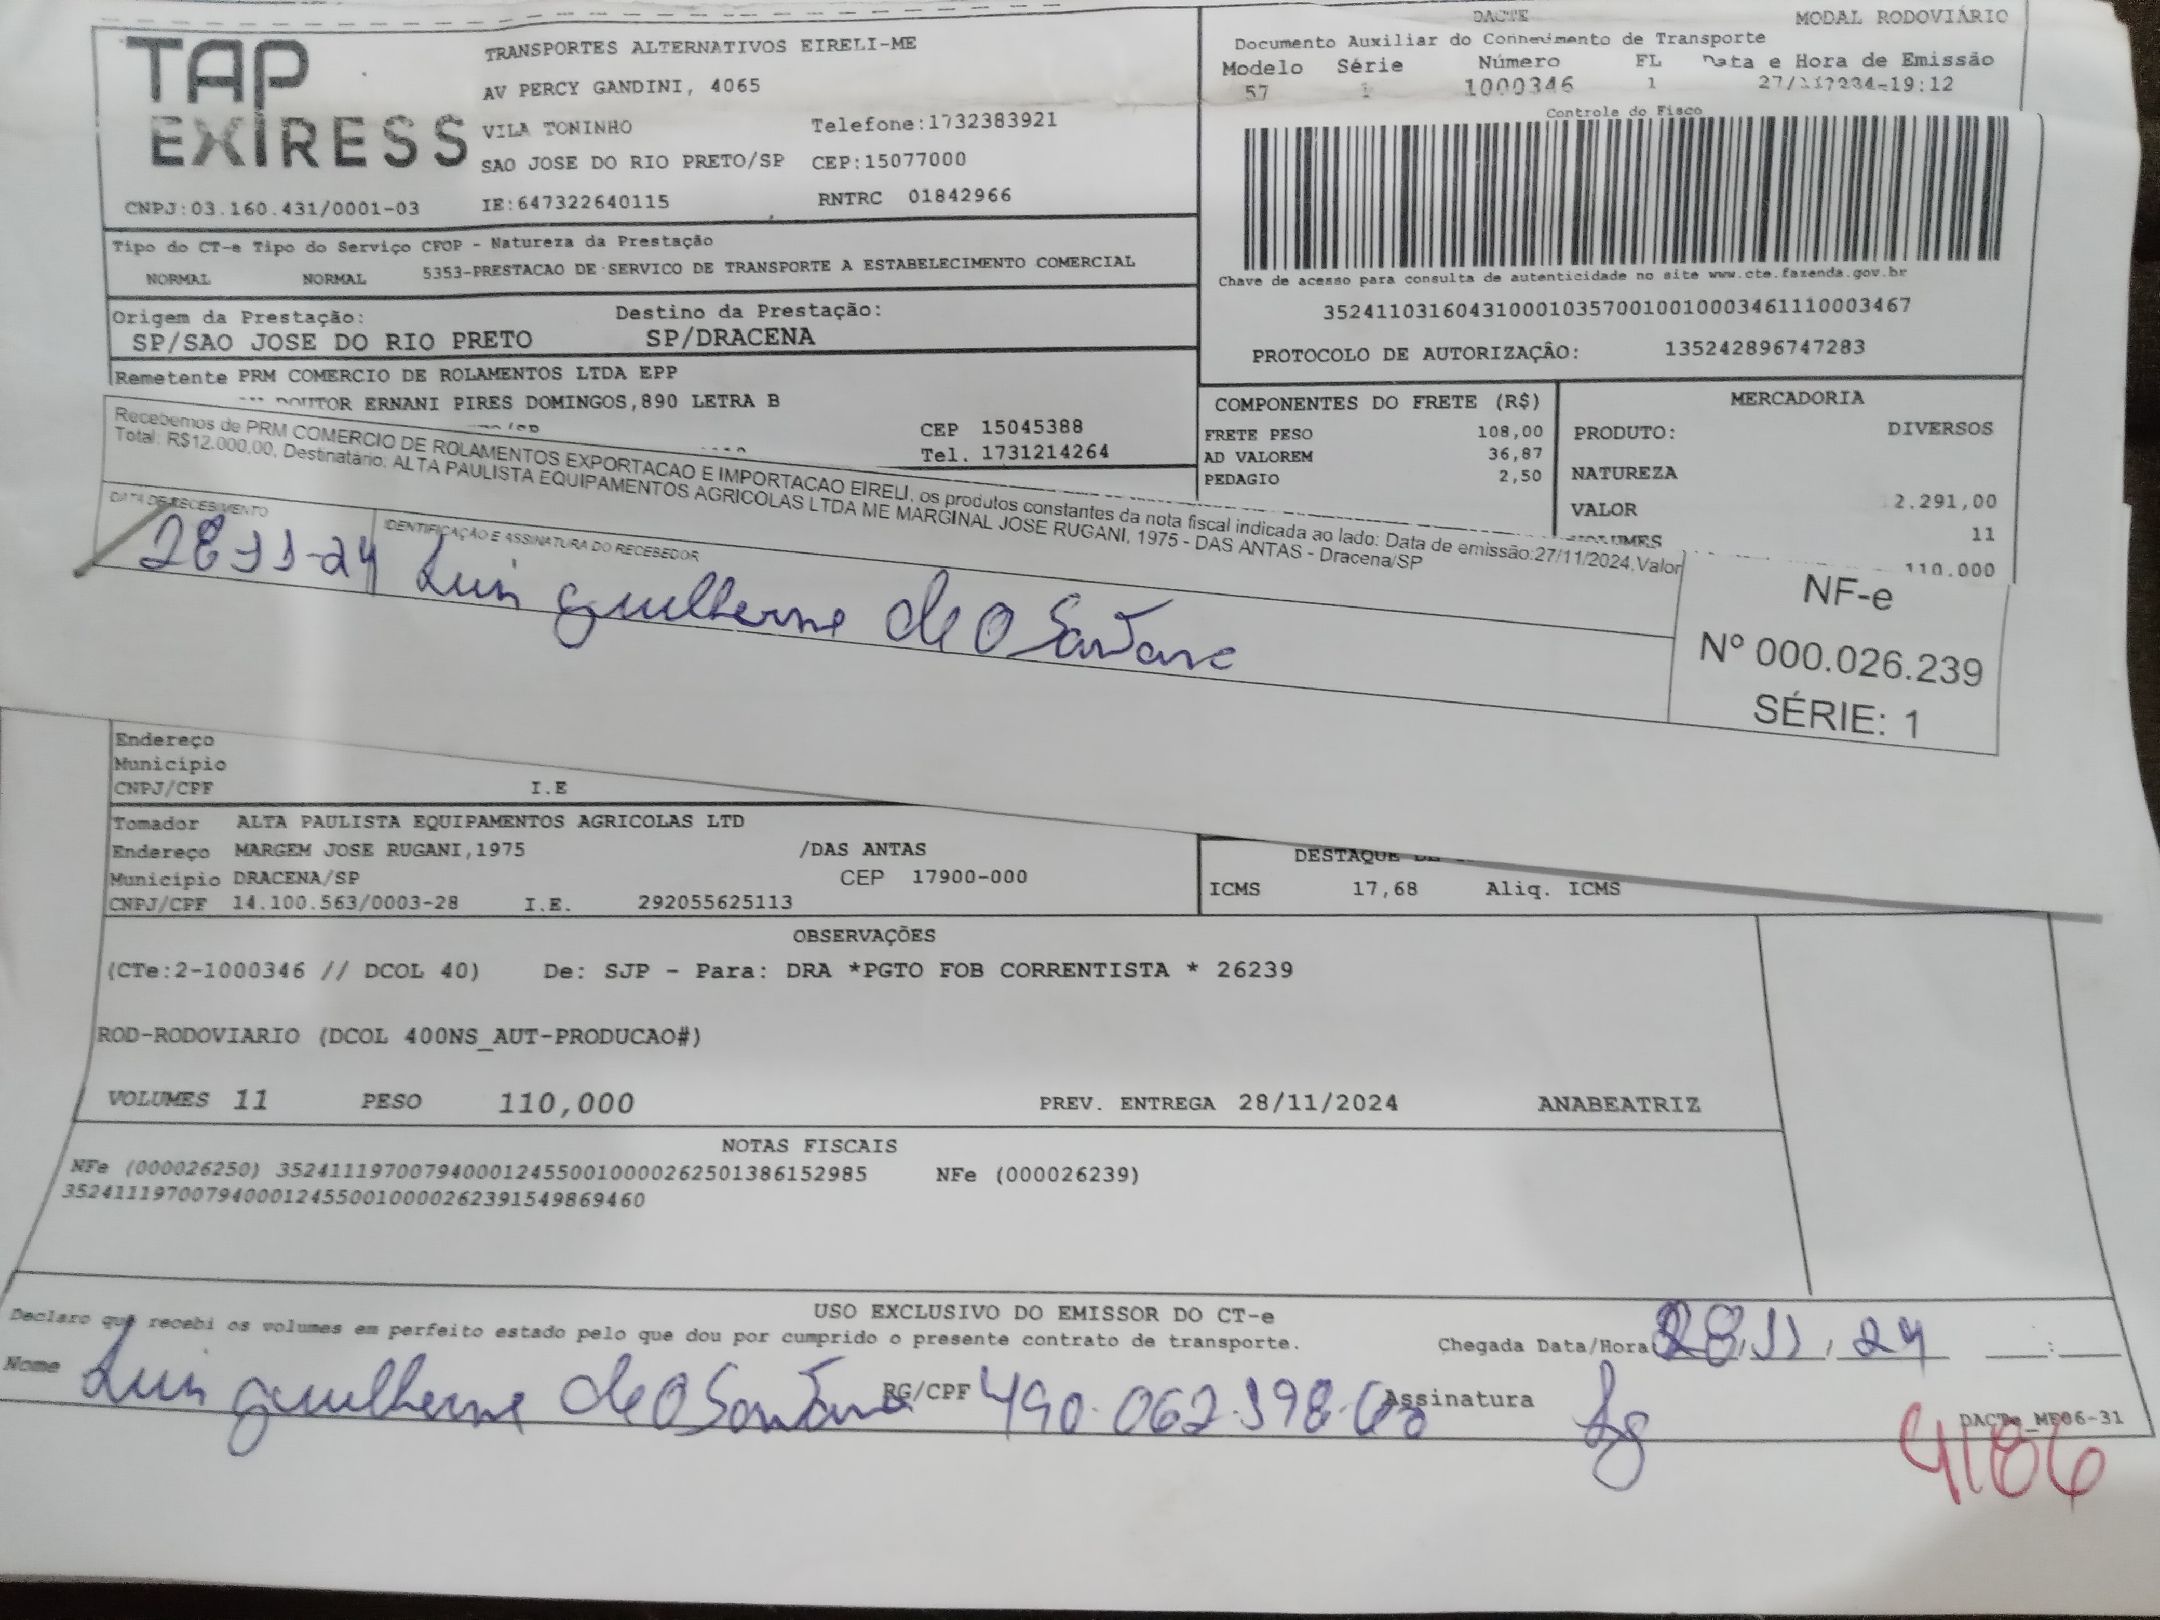 DACTE MODAL RODOVIÁRIO
TAP
EXIRESS
TRANSPORTES ALTERNATIVOS EIRELI-ME
AV PERCY GANDINI, 4065
VILA TONINHO Telefone:1732383921
SAO JOSE DO RIO PRETO/SP CEP:15077000
CNPJ:03.160.431/0001-03 IE:647322640115 RNTRC 01842966
Documento Auxiliar do Conhecimento de Transporte
Modelo Série Número FL Data e Hora de Emissão
57 1 1000346 1 19:12
Controle do Fisco
Chave de acesso para consulta de autenticidade no site www.cte.fazenda.gov.br
35241103160431000103570010010003461110003467
PROTOCOLO DE AUTORIZAÇÃO: 135242896747283
Tipo do CT-e Tipo do Serviço CFOP - Natureza da Prestação
NORMAL NORMAL 5353-PRESTACAO DE SERVICO DE TRANSPORTE A ESTABELECIMENTO COMERCIAL
Origem da Prestação: Destino da Prestação:
SP/SAO JOSE DO RIO PRETO SP/DRACENA
Remetente PRM COMERCIO DE ROLAMENTOS LTDA EPP
DOUTOR ERNANI PIRES DOMINGOS,890 LETRA B
CEP 15045388
Tel. 1731214264
COMPONENTES DO FRETE (R$)
FRETE PESO 108,00
AD VALOREM 36,87
PEDAGIO 2,50
MERCADORIA
PRODUTO: DIVERSOS
NATUREZA
VALOR 2.291,00
VOLUMES 11
110.000
Recebemos de PRM COMERCIO DE ROLAMENTOS EXPORTACAO E IMPORTACAO EIRELI, os produtos constantes da nota fiscal indicada ao lado: Data de emissão:27/11/2024.Valor
Total: R$12.000,00, Destinatário: ALTA PAULISTA EQUIPAMENTOS AGRICOLAS LTDA ME MARGINAL JOSE RUGANI, 1975 - DAS ANTAS - Dracena/SP
DATA DE RECEBIMENTO IDENTIFICAÇÃO E ASSINATURA DO RECEBEDOR
28 11-24 Luis guilherme de O Santana
NF-e
Nº 000.026.239
SÉRIE: 1
Endereço
Município
CNPJ/CPF I.E
Tomador ALTA PAULISTA EQUIPAMENTOS AGRICOLAS LTD
Endereço MARGEM JOSE RUGANI,1975 /DAS ANTAS
Município DRACENA/SP CEP 17900-000
CNPJ/CPF 14.100.563/0003-28 I.E. 292055625113
DESTAQUE
ICMS 17,68 Aliq. ICMS
OBSERVAÇÕES
(CTe:2-1000346 // DCOL 40) De: SJP - Para: DRA *PGTO FOB CORRENTISTA * 26239
ROD-RODOVIARIO (DCOL 400NS_AUT-PRODUCAO#)
VOLUMES 11 PESO 110,000 PREV. ENTREGA 28/11/2024 ANABEATRIZ
NOTAS FISCAIS
NFe (000026250) 35241119700794000124550010000262501386152985 NFe (000026239)
35241119700794000124550010000262391549869460
USO EXCLUSIVO DO EMISSOR DO CT-e
Declaro que recebi os volumes em perfeito estado pelo que dou por cumprido o presente contrato de transporte. Chegada Data/Hora 28, 11, 24 :
Nome Luis guilherme de O Santana RG/CPF 490.062.398-60 Assinatura
DACTe_MF06-31
4186